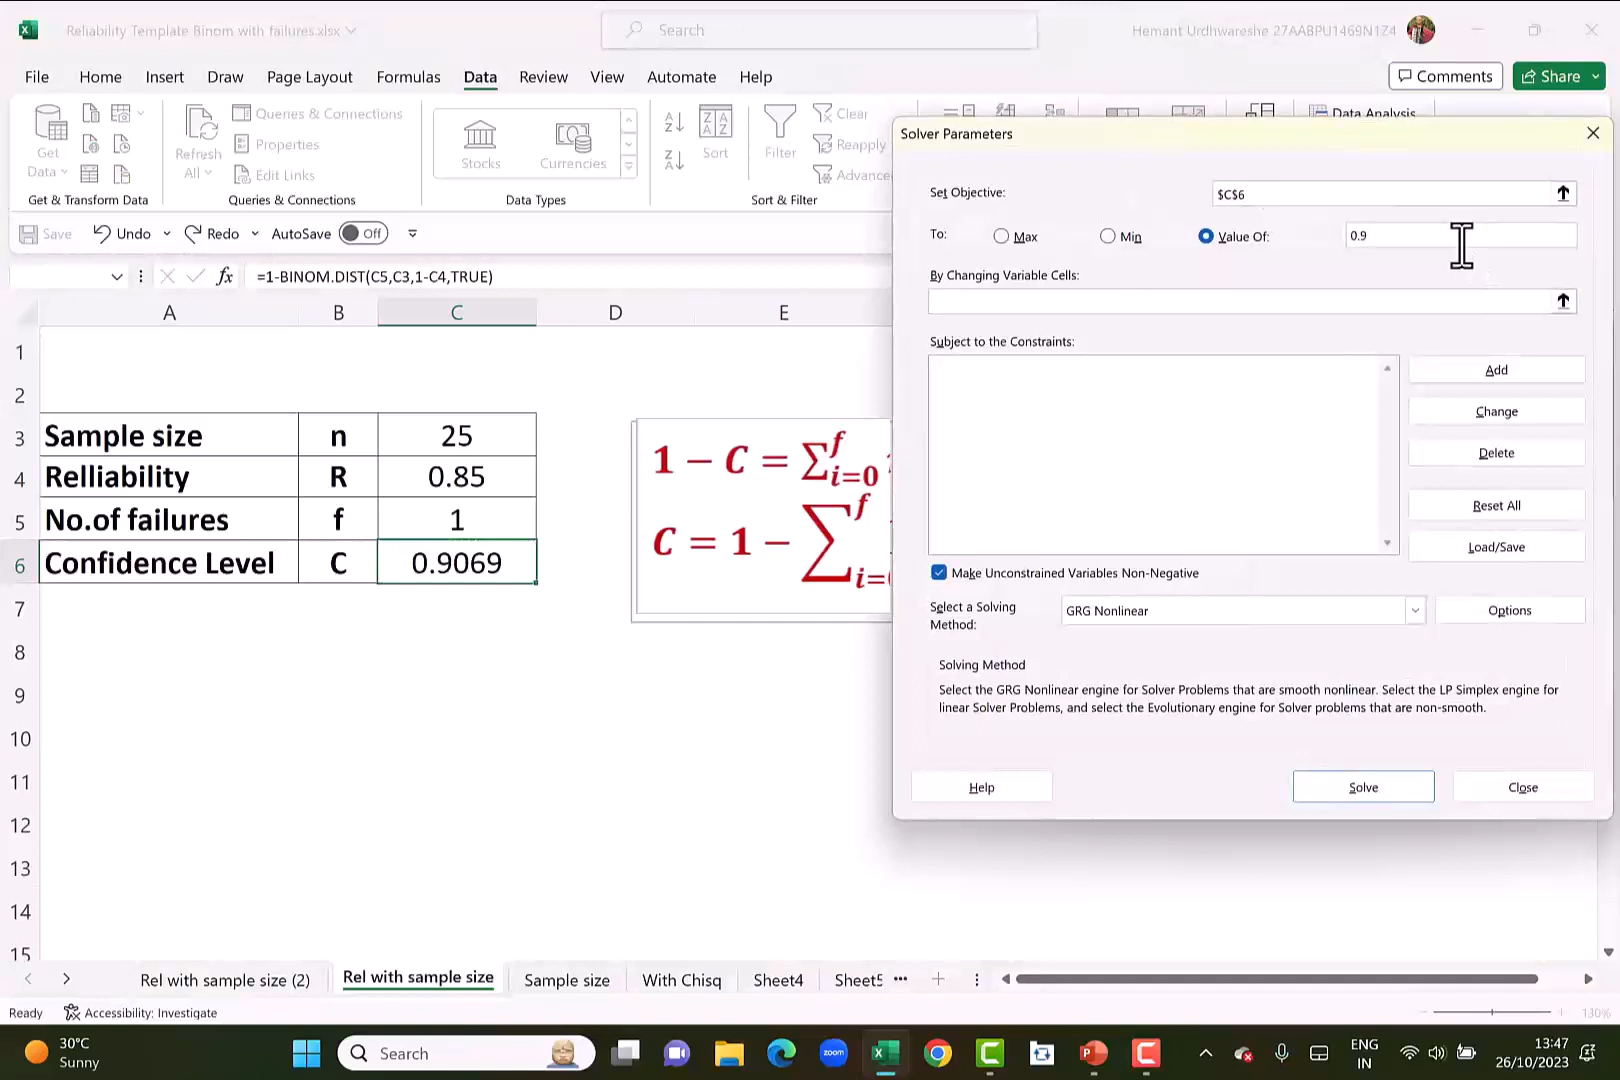 Reliability Template Binom with failures.xlsx
Search
Hemant Urdhwareshe 27AABPU1469N1Z4
File Home Insert Draw Page Layout Formulas Data Review View Automate Help
Comments
Share
Get Data
Refresh All
Queries & Connections
Properties
Edit Links
Stocks
Currencies
Sort
Filter
Clear
Reapply
Advance
Data Analysis
Get & Transform Data
Queries & Connections
Data Types
Sort & Filter
Save Undo Redo AutoSave Off
fx =1-BINOM.DIST(C5,C3,1-C4,TRUE)
A B C D E
1
2
3 Sample size n 25
4 Relliability R 0.85
5 No.of failures f 1
6 Confidence Level C 0.9069
7
8
9
10
11
12
13
14
15
Solver Parameters
Set Objective: $C$6
To: Max Min Value Of: 0.9
By Changing Variable Cells:
Subject to the Constraints:
Add
Change
Delete
Reset All
Load/Save
Make Unconstrained Variables Non-Negative
Select a Solving Method:
GRG Nonlinear
Options
Solving Method
Select the GRG Nonlinear engine for Solver Problems that are smooth nonlinear. Select the LP Simplex engine for
linear Solver Problems, and select the Evolutionary engine for Solver problems that are non-smooth.
Help
Solve
Close
Rel with sample size (2) Rel with sample size Sample size With Chisq Sheet4 Sheet5
Ready Accessibility: Investigate
130%
30°C
Sunny
Search
zoom
ENG
IN
13:47
26/10/2023